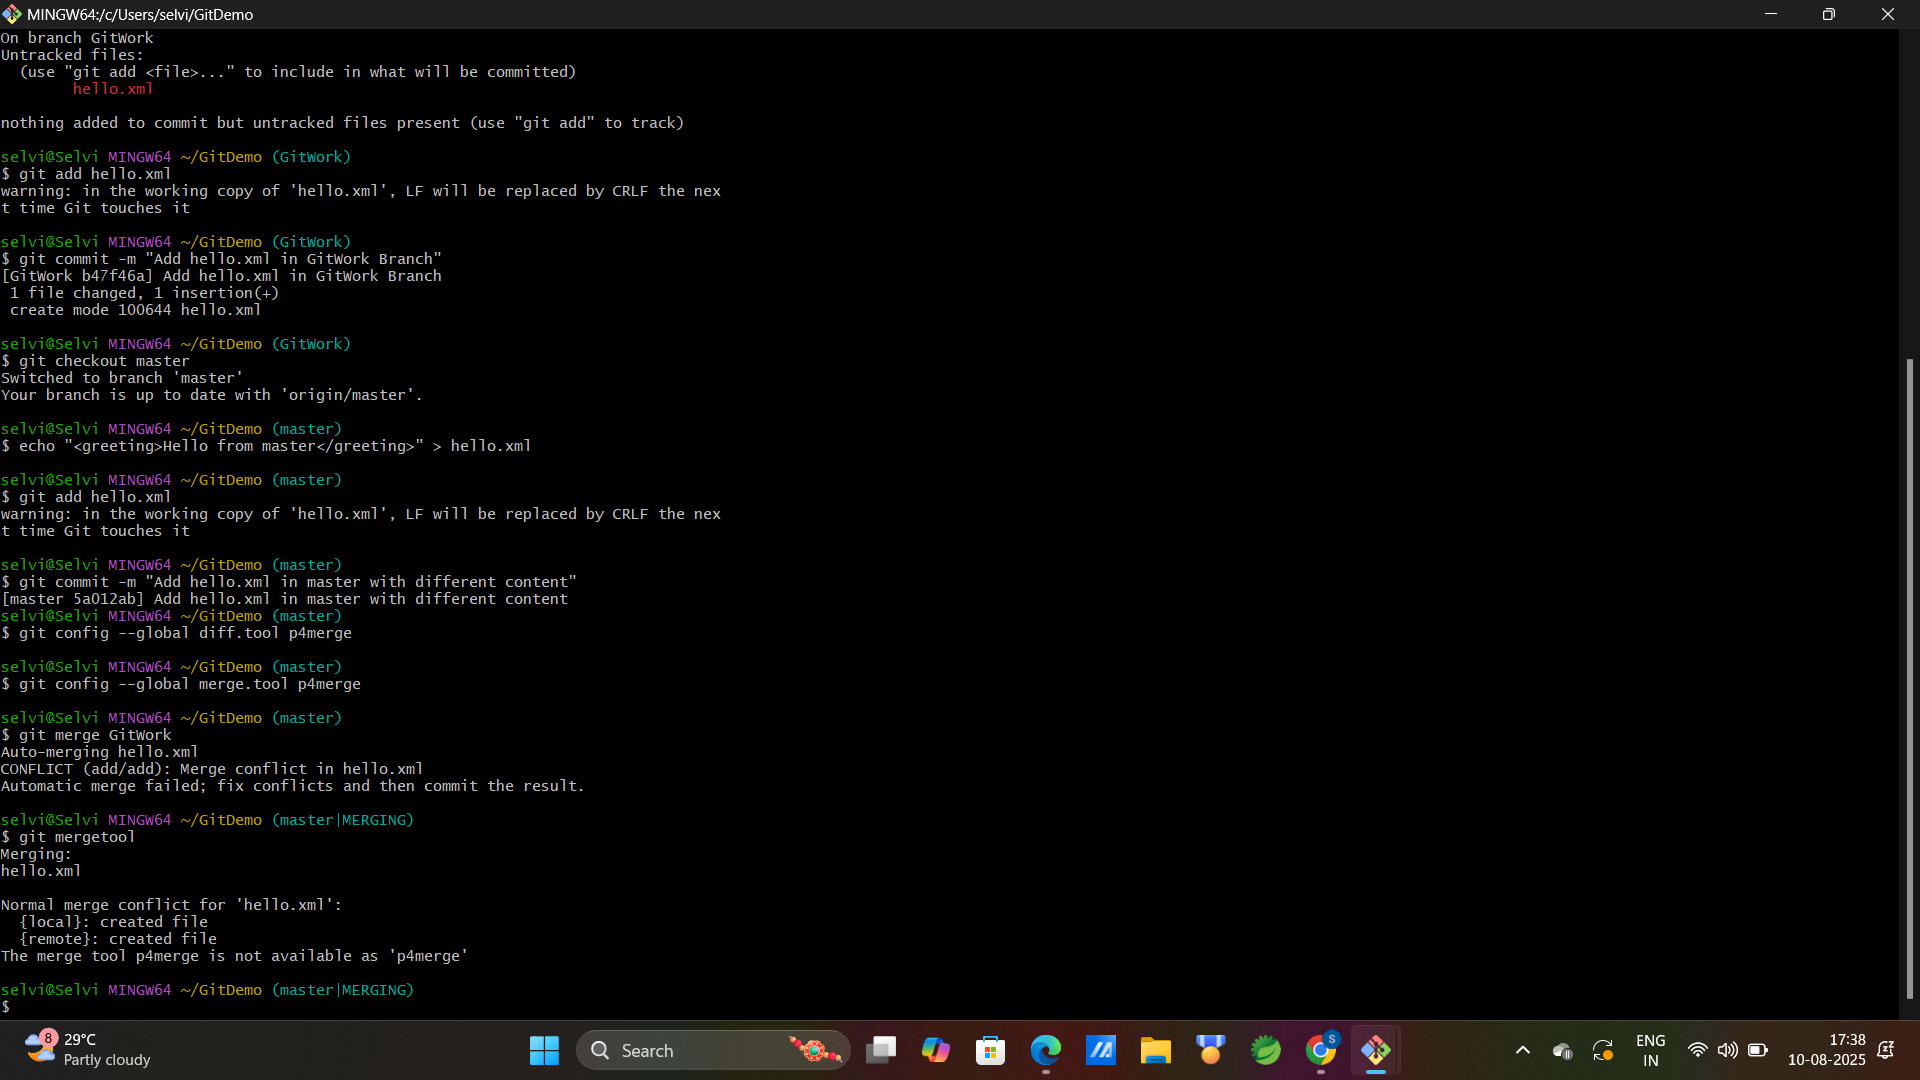 MINGW64:/c/Users/selvi/GitDemo
On branch GitWork
Untracked files:
  (use "git add <file>..." to include in what will be committed)
        hello.xml

nothing added to commit but untracked files present (use "git add" to track)

selvi@Selvi MINGW64 ~/GitDemo (GitWork)
$ git add hello.xml
warning: in the working copy of 'hello.xml', LF will be replaced by CRLF the nex
t time Git touches it

selvi@Selvi MINGW64 ~/GitDemo (GitWork)
$ git commit -m "Add hello.xml in GitWork Branch"
[GitWork b47f46a] Add hello.xml in GitWork Branch
 1 file changed, 1 insertion(+)
 create mode 100644 hello.xml

selvi@Selvi MINGW64 ~/GitDemo (GitWork)
$ git checkout master
Switched to branch 'master'
Your branch is up to date with 'origin/master'.

selvi@Selvi MINGW64 ~/GitDemo (master)
$ echo "<greeting>Hello from master</greeting>" > hello.xml

selvi@Selvi MINGW64 ~/GitDemo (master)
$ git add hello.xml
warning: in the working copy of 'hello.xml', LF will be replaced by CRLF the nex
t time Git touches it

selvi@Selvi MINGW64 ~/GitDemo (master)
$ git commit -m "Add hello.xml in master with different content"
[master 5a012ab] Add hello.xml in master with different content
selvi@Selvi MINGW64 ~/GitDemo (master)
$ git config --global diff.tool p4merge

selvi@Selvi MINGW64 ~/GitDemo (master)
$ git config --global merge.tool p4merge

selvi@Selvi MINGW64 ~/GitDemo (master)
$ git merge GitWork
Auto-merging hello.xml
CONFLICT (add/add): Merge conflict in hello.xml
Automatic merge failed; fix conflicts and then commit the result.

selvi@Selvi MINGW64 ~/GitDemo (master|MERGING)
$ git mergetool
Merging:
hello.xml

Normal merge conflict for 'hello.xml':
  {local}: created file
  {remote}: created file
The merge tool p4merge is not available as 'p4merge'

selvi@Selvi MINGW64 ~/GitDemo (master|MERGING)
$
8
29°C
Partly cloudy
Search
S
ENG
IN
17:38
10-08-2025